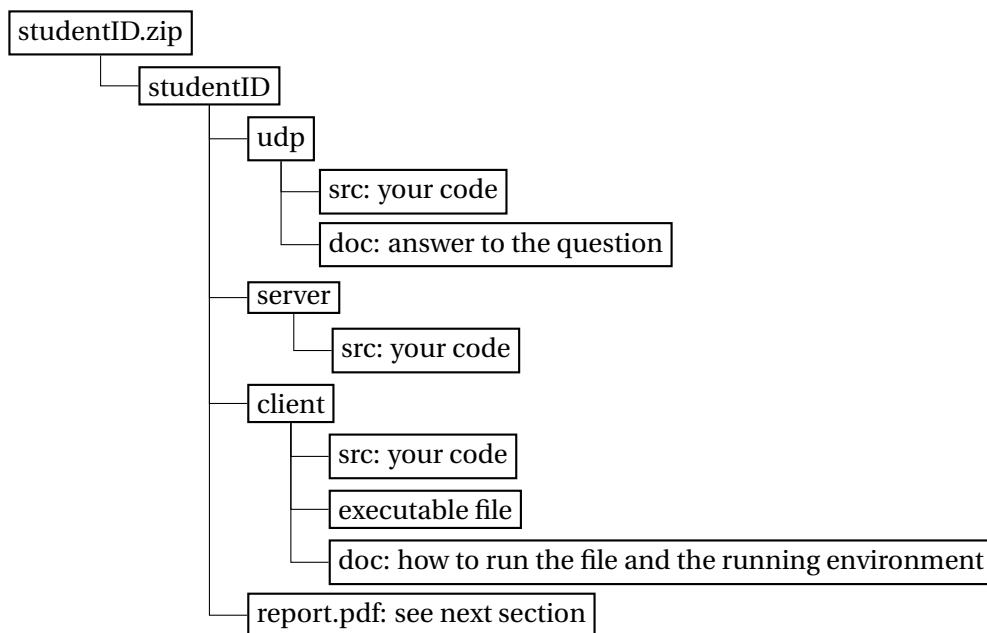 studentID.zip
studentID
udp
src: your code
doc: answer to the question
server
src: your code
client
src: your code
executable file
doc: how to run the file and the running environment
report.pdf: see next section